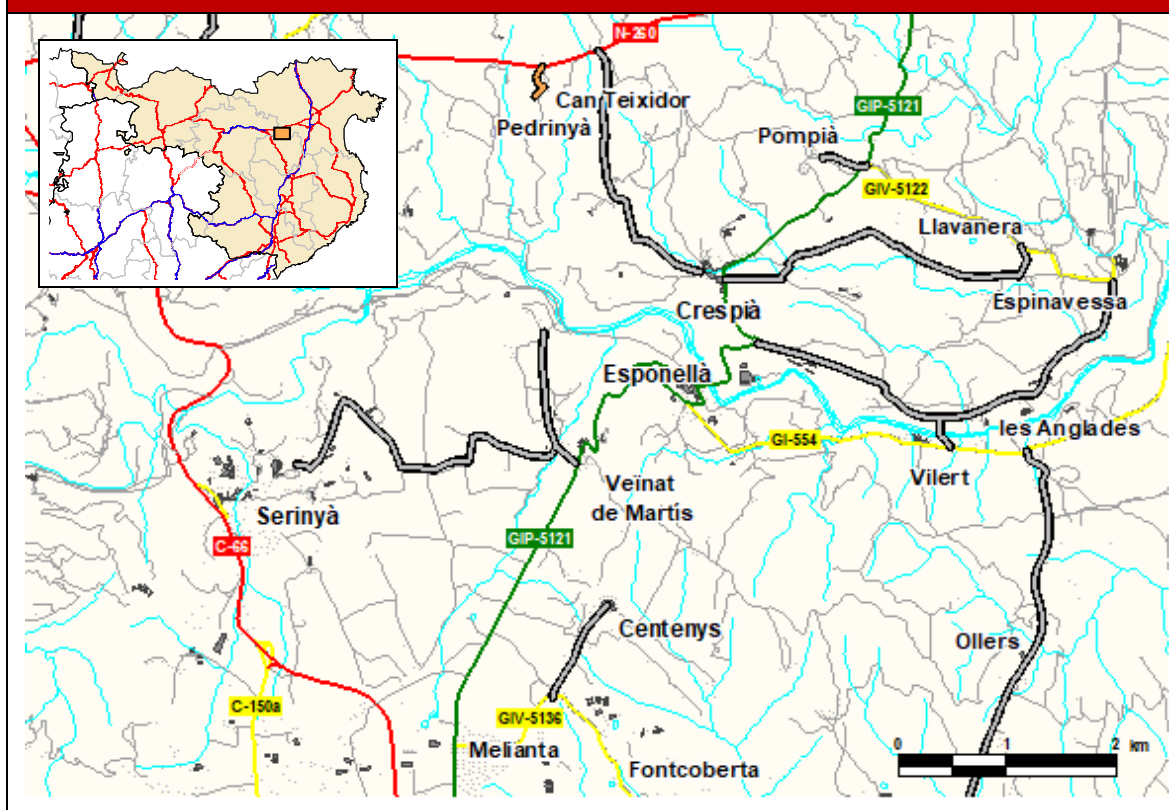 N-260
Can Teixidor
Pedrinyà
GIP-5121
Pompià
GIV-5122
Llavanera
Espinavessa
Crespià
Esponellà
les Anglades
GI-554
Vilert
Veïnat
de Martís
Serinyà
GIP-5121
C-66
Centenys
Ollers
C-150a
GIV-5136
Melianta
Fontcoberta
0 1 2 km